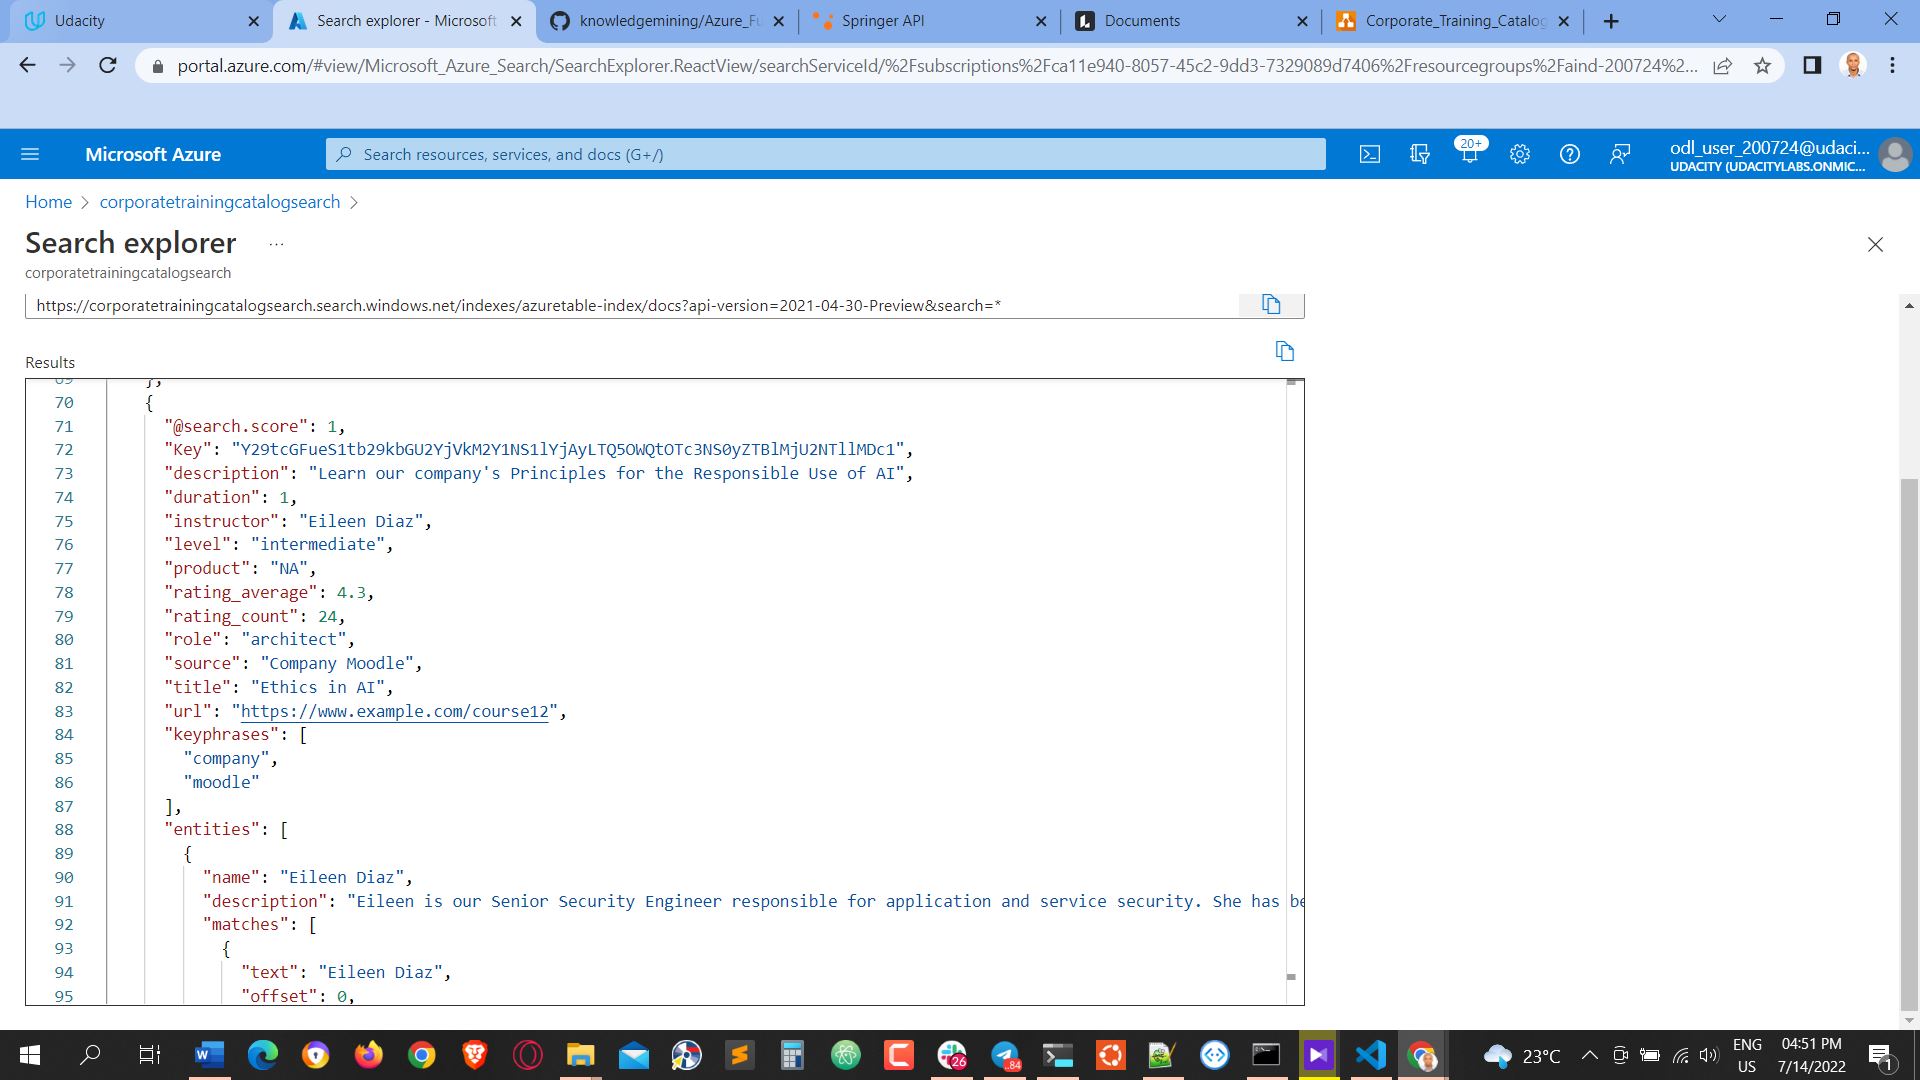 Udacity
Search explorer - Microsoft
knowledgemining/Azure_Fu
Springer API
Documents
Corporate_Training_Catalog
portal.azure.com/#view/Microsoft_Azure_Search/SearchExplorer.ReactView/searchServiceId/%2Fsubscriptions%2Fca11e940-8057-45c2-9dd3-7329089d7406%2Fresourcegroups%2Faind-200724%2...
Microsoft Azure
Search resources, services, and docs (G+/)
20+
odl_user_200724@udaci...
UDACITY (UDACITYLABS.ONMIC...
Home > corporatetrainingcatalogsearch >
Search explorer ...
corporatetrainingcatalogsearch
https://corporatetrainingcatalogsearch.search.windows.net/indexes/azuretable-index/docs?api-version=2021-04-30-Preview&search=*
Results
69 },
70 {
71 "@search.score": 1,
72 "Key": "Y29tcGFueS1tb29kbGU2YjVkM2Y1NS1lYjAyLTQ5OWQtOTc3NS0yZTBlMjU2NTllMDc1",
73 "description": "Learn our company's Principles for the Responsible Use of AI",
74 "duration": 1,
75 "instructor": "Eileen Diaz",
76 "level": "intermediate",
77 "product": "NA",
78 "rating_average": 4.3,
79 "rating_count": 24,
80 "role": "architect",
81 "source": "Company Moodle",
82 "title": "Ethics in AI",
83 "url": "https://www.example.com/course12",
84 "keyphrases": [
85 "company",
86 "moodle"
87 ],
88 "entities": [
89 {
90 "name": "Eileen Diaz",
91 "description": "Eileen is our Senior Security Engineer responsible for application and service security. She has be
92 "matches": [
93 {
94 "text": "Eileen Diaz",
95 "offset": 0,
26
84
23°C
ENG
US
04:51 PM
7/14/2022
1